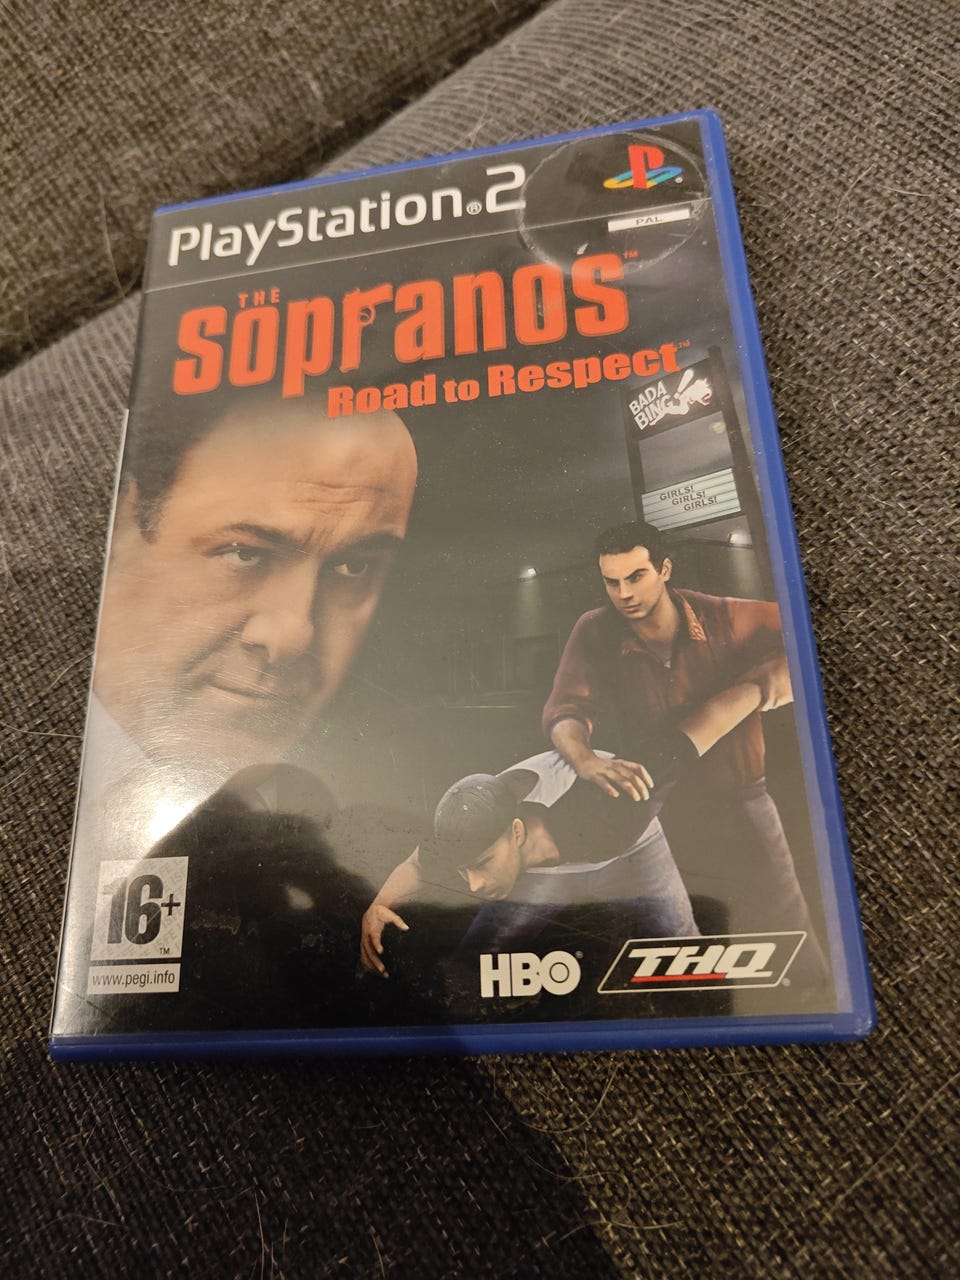 PlayStation®2
PAL
THE
Sopranos™
Road to Respect™
BADA
BING!
GIRLS!
GIRLS!
GIRLS!
16+
TM
www.pegi.info
HBO®
THQ®